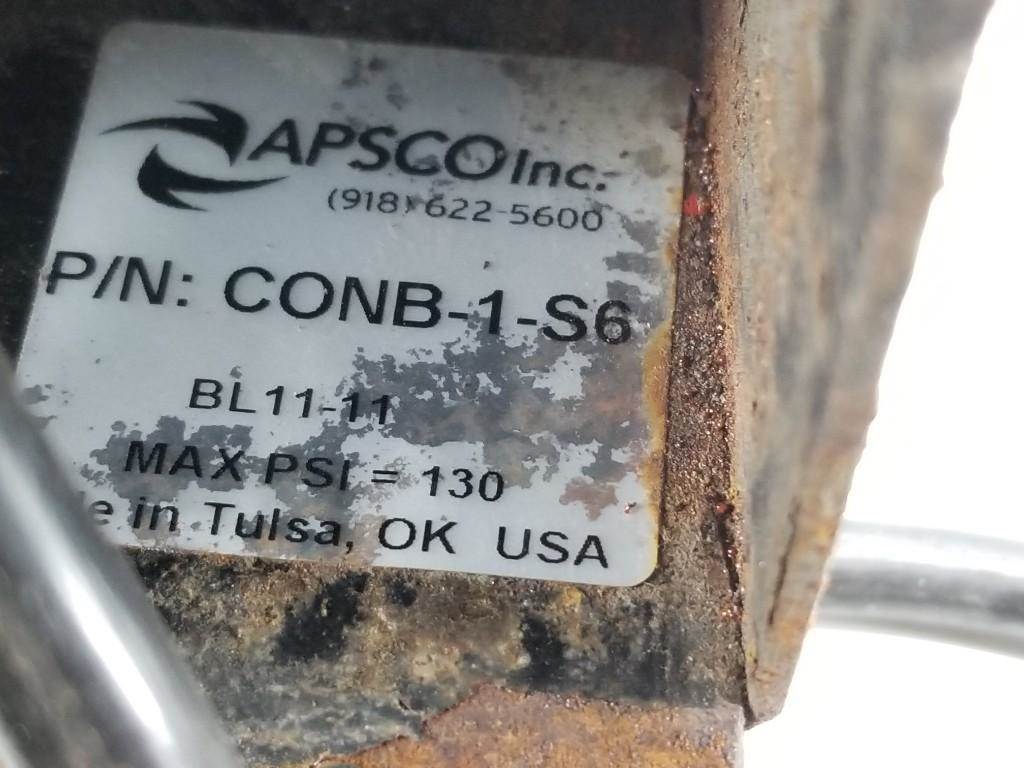 APSCO Inc.
(918) 622-5600
P/N: CONB-1-S6
BL11-11
MAX PSI = 130
in Tulsa, OK USA